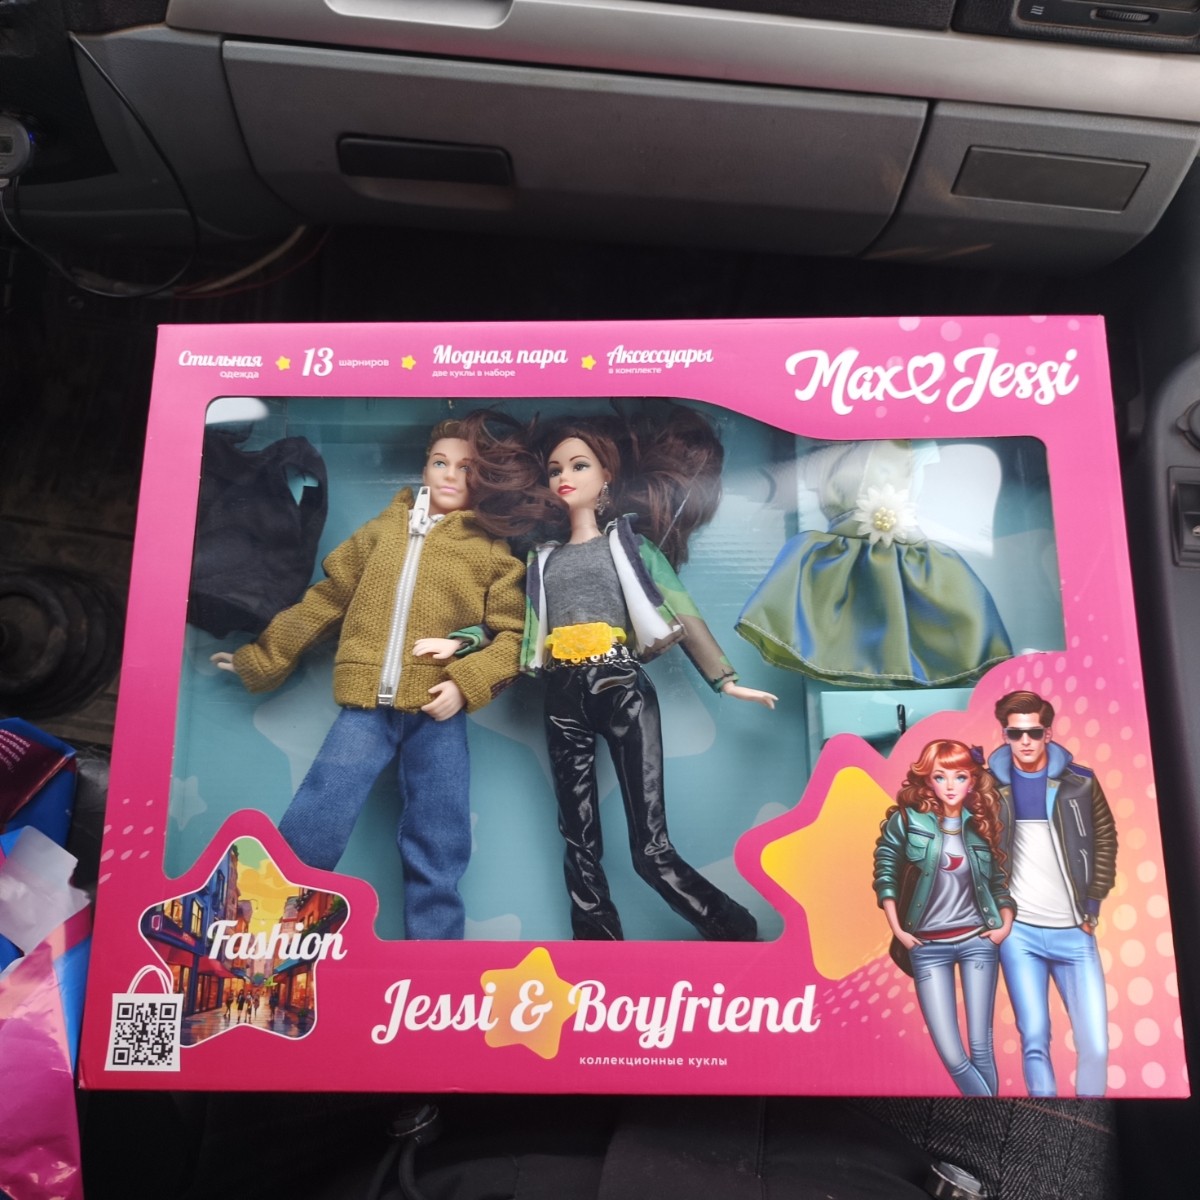 Стильная
одежда
13 шарниров
Модная пара
две куклы в наборе
Аксессуары
в комплекте
Max Jessi
Fashion
Jessi & Boyfriend
коллекционные куклы